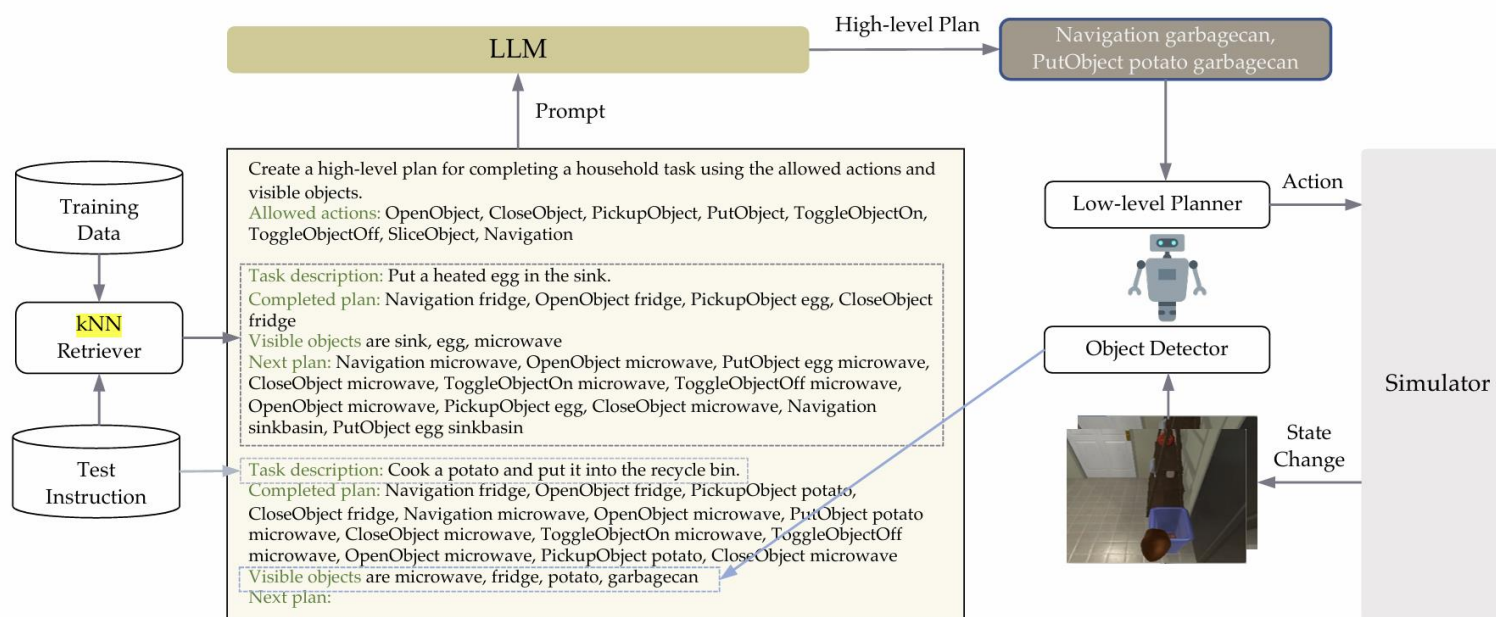 LLM
High-level Plan
Navigation garbagecan,
PutObject potato garbagecan
Prompt
Training
Data
kNN
Retriever
Test
Instruction
Create a high-level plan for completing a household task using the allowed actions and
visible objects.
Allowed actions: OpenObject, CloseObject, PickupObject, PutObject, ToggleObjectOn,
ToggleObjectOff, SliceObject, Navigation
Task description: Put a heated egg in the sink.
Completed plan: Navigation fridge, OpenObject fridge, PickupObject egg, CloseObject
fridge
Visible objects are sink, egg, microwave
Next plan: Navigation microwave, OpenObject microwave, PutObject egg microwave,
CloseObject microwave, ToggleObjectOn microwave, ToggleObjectOff microwave,
OpenObject microwave, PickupObject egg, CloseObject microwave, Navigation
sinkbasin, PutObject egg sinkbasin
Task description: Cook a potato and put it into the recycle bin.
Completed plan: Navigation fridge, OpenObject fridge, PickupObject potato,
CloseObject fridge, Navigation microwave, OpenObject microwave, PutObject potato
microwave, CloseObject microwave, ToggleObjectOn microwave, ToggleObjectOff
microwave, OpenObject microwave, PickupObject potato, CloseObject microwave
Visible objects are microwave, fridge, potato, garbagecan
Next plan:
Low-level Planner
Action
Object Detector
State
Change
Simulator